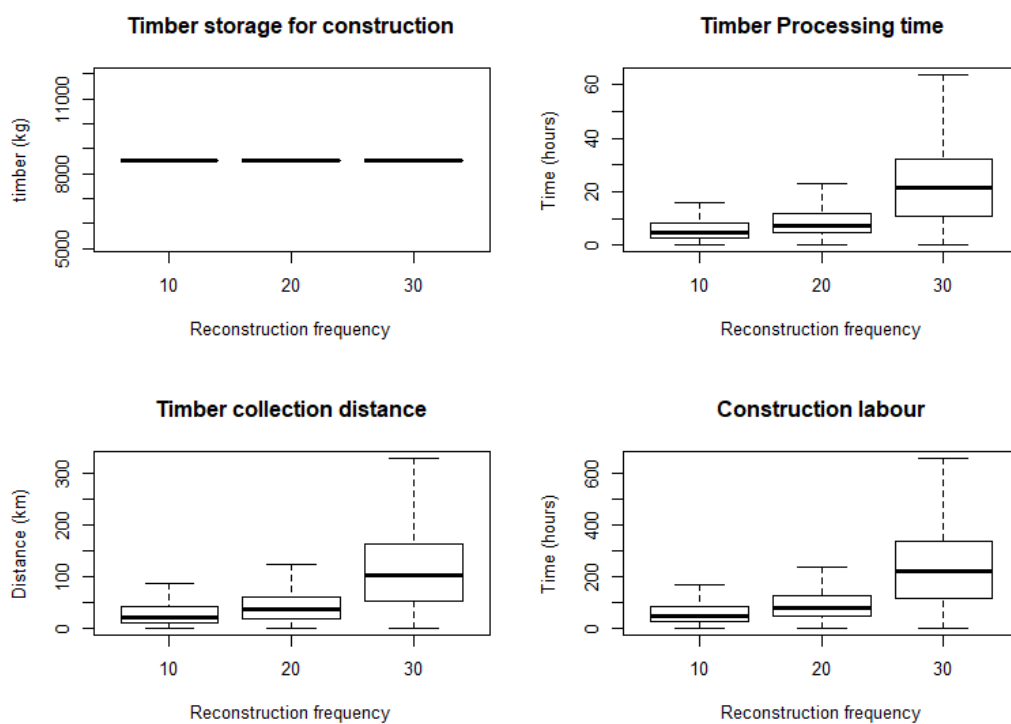 Timber storage for construction
timber (kg)
11000
8000
5000
10 20 30
Reconstruction frequency
Timber Processing time
Time (hours)
60
40
20
0
10 20 30
Reconstruction frequency
Timber collection distance
Distance (km)
300
200
100
0
10 20 30
Reconstruction frequency
Construction labour
Time (hours)
600
400
200
0
10 20 30
Reconstruction frequency